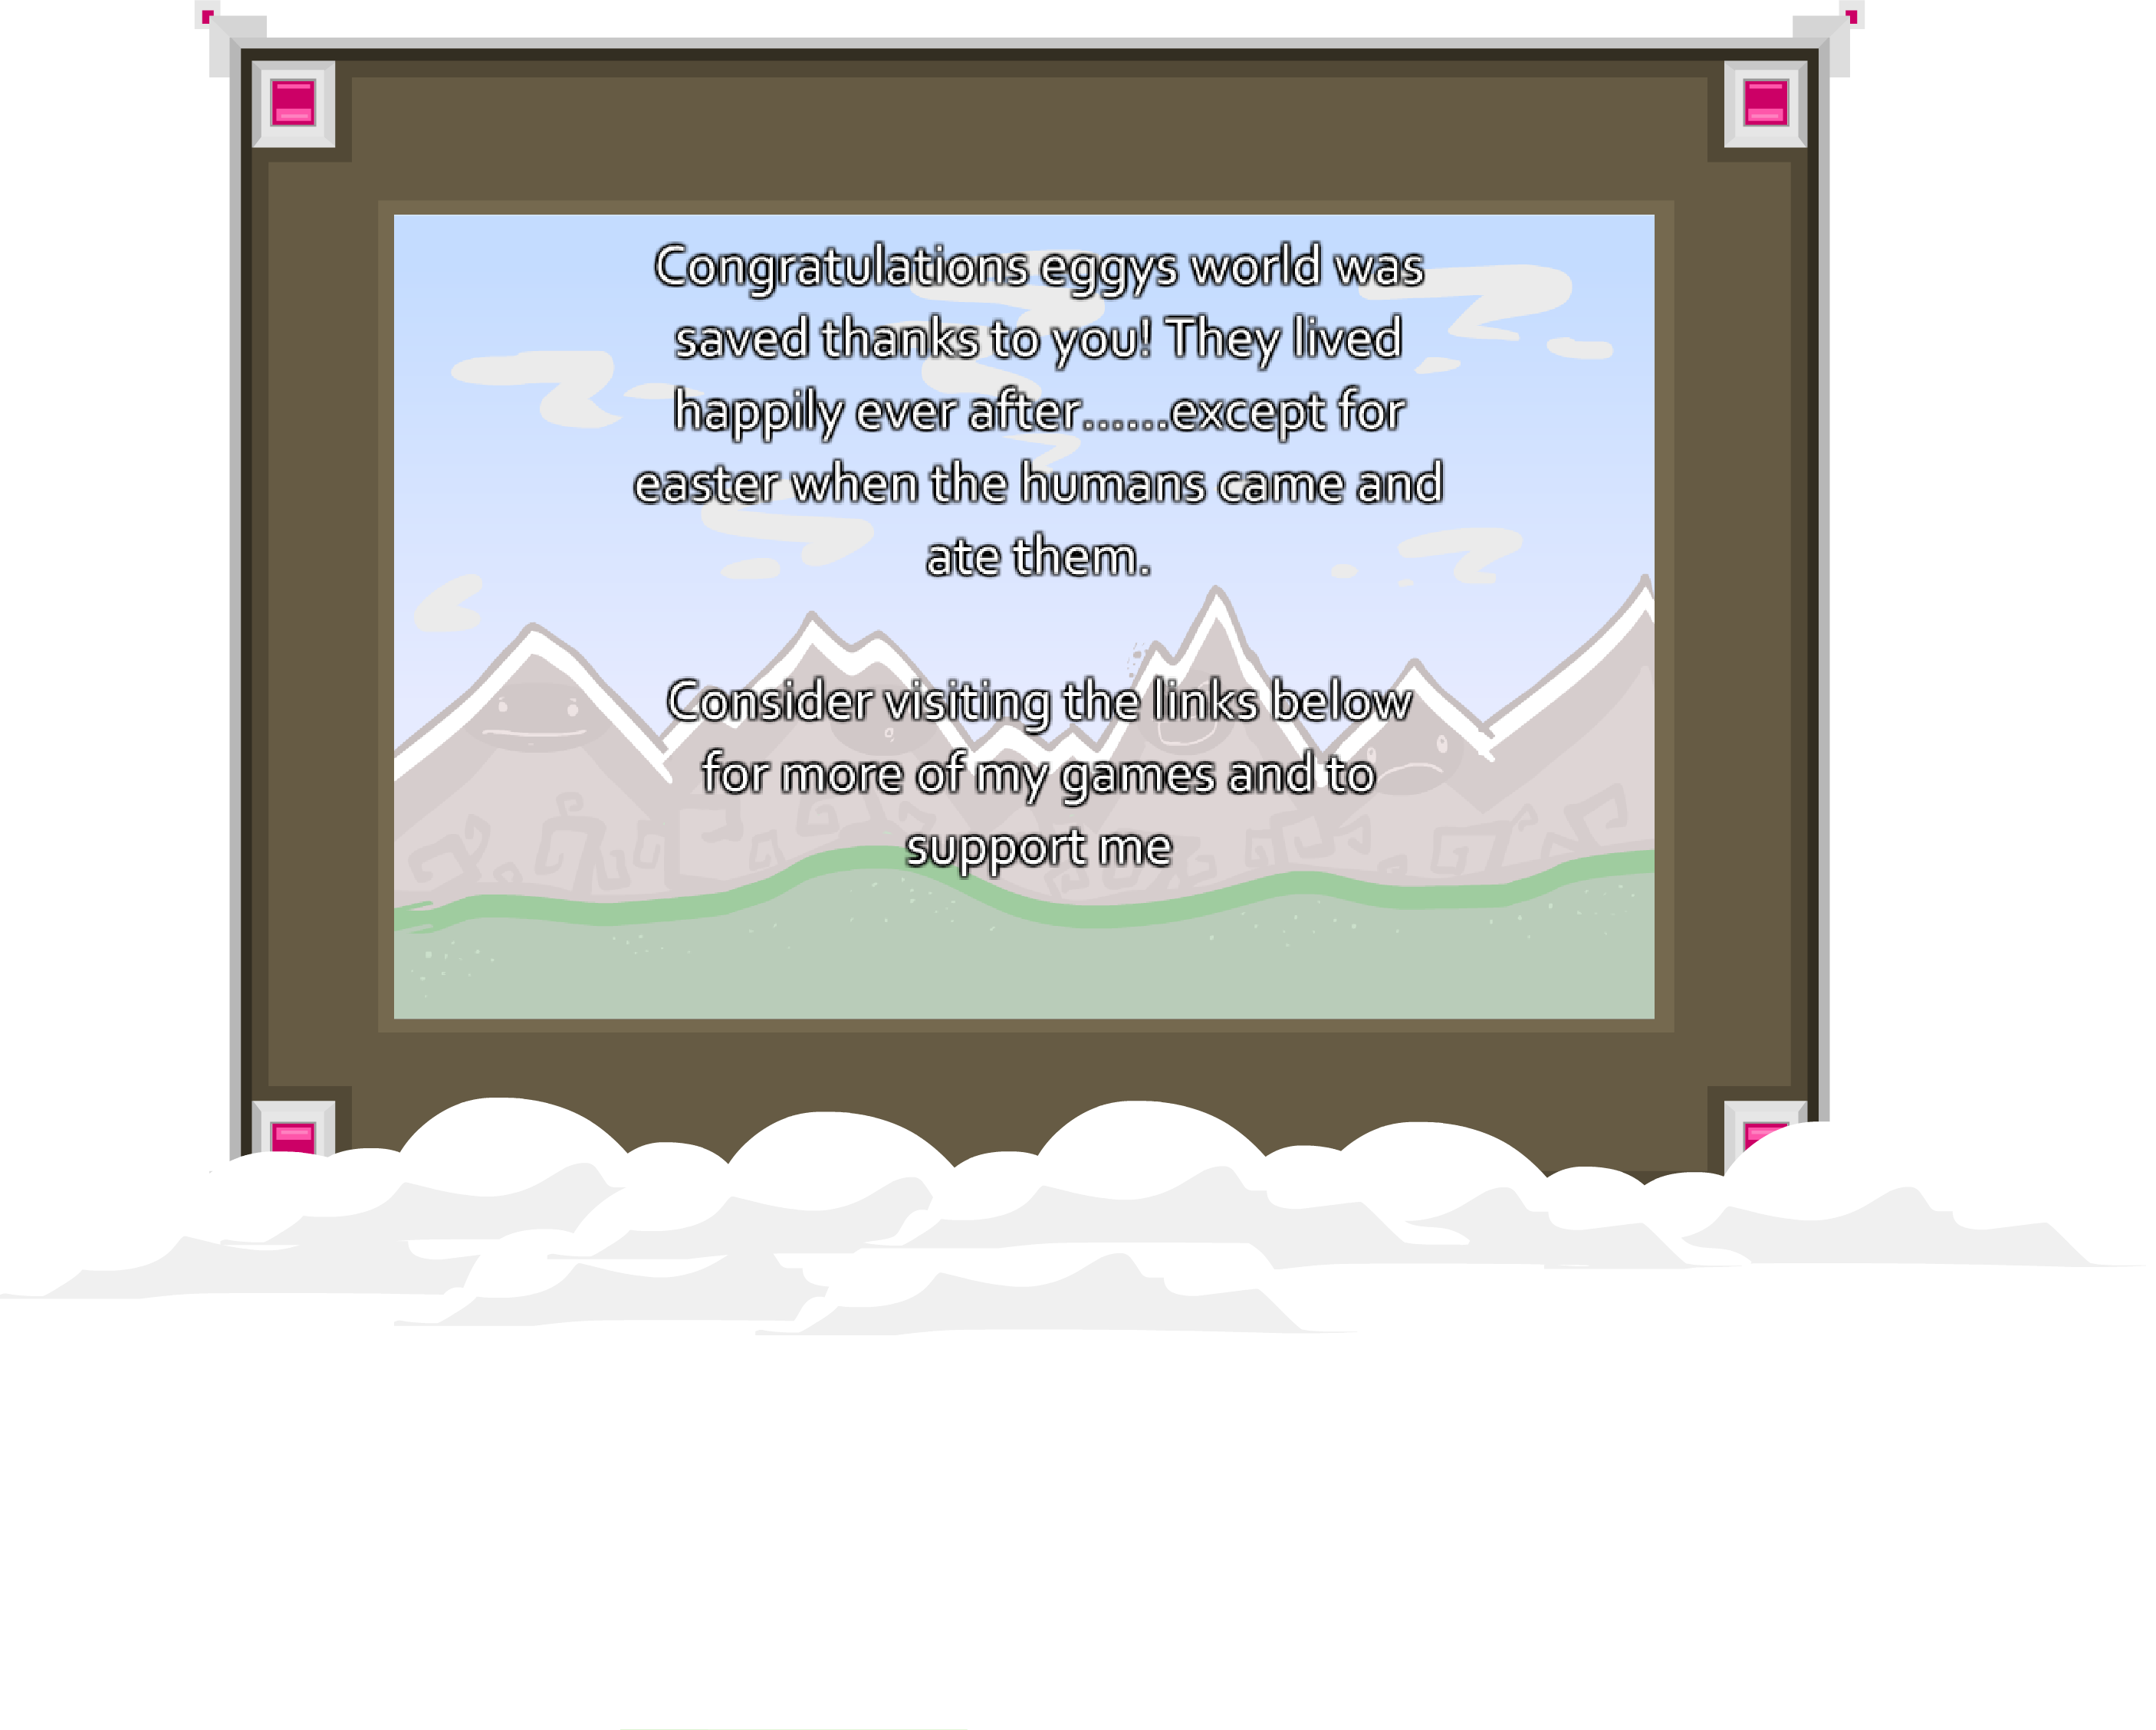 Congratulations eggys world was
saved thanks to you! They lived
happily ever after......except for
easter when the humans came and
ate them.
Consider visiting the links below
for more of my games and to
support me